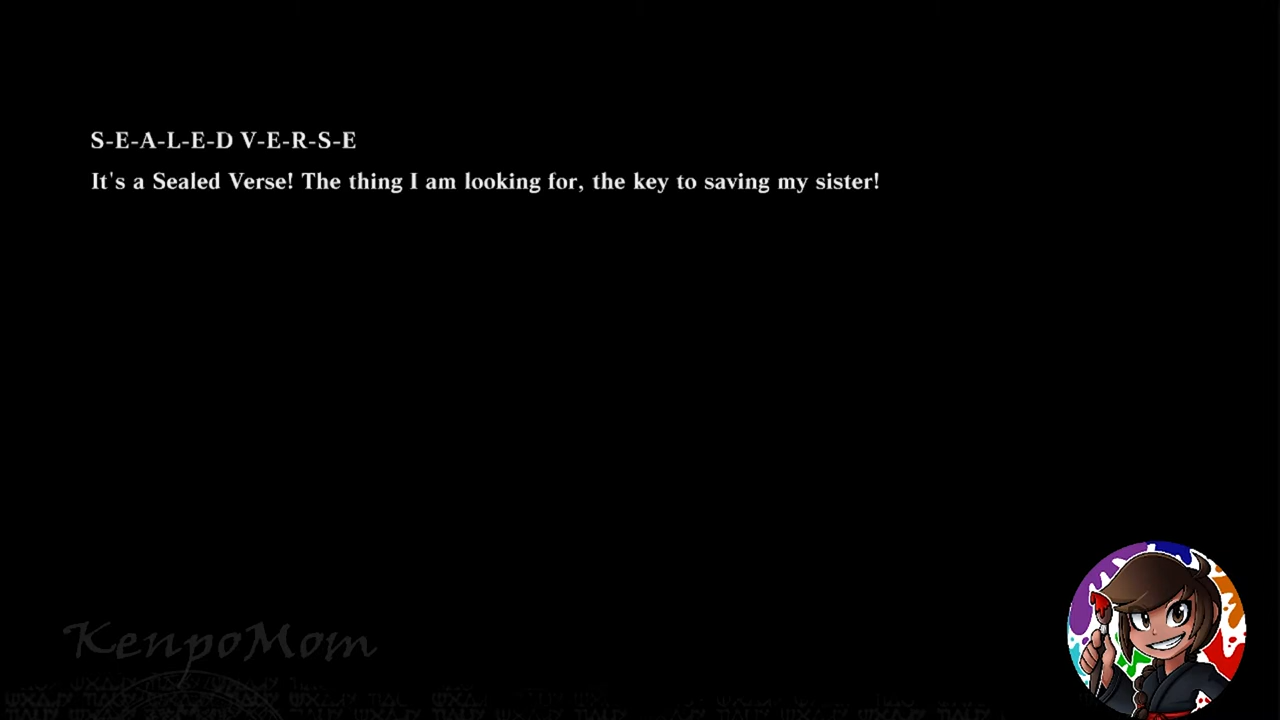 S-E-A-L-E-D V-E-R-S-E
It's a Sealed Verse! The thing I am looking for, the key to saving my sister!
KenpoMom